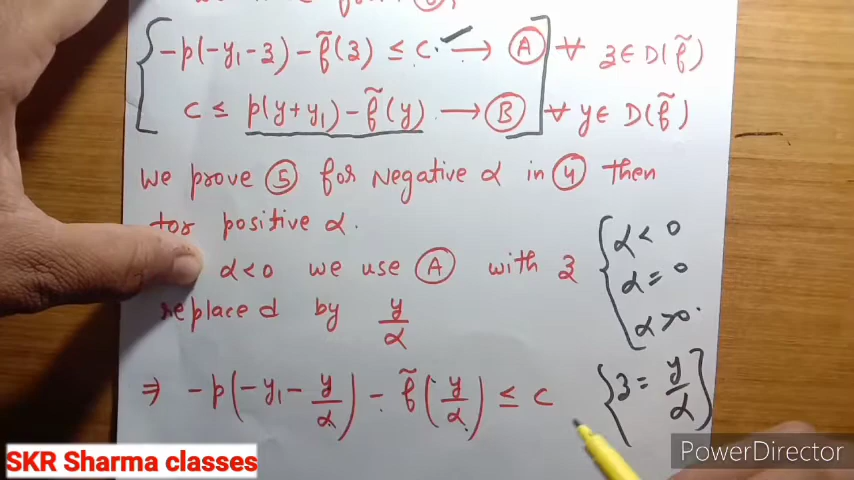 -p(-y₁-z) - f̃(z) ≤ c. → (A) ∀ z ∈ D(f̃)
c ≤ p(y+y₁) - f̃(y) → (B) ∀ y ∈ D(f̃)
We prove (5) for Negative α in (4) then
for positive α.
α<0 we use (A) with z
replaced by y/α
⇒ -p(-y₁ - y/α) - f̃(y/α) ≤ c
{α<0
α=0
α>0.
{z = y/α}
SKR Sharma classes
PowerDirector